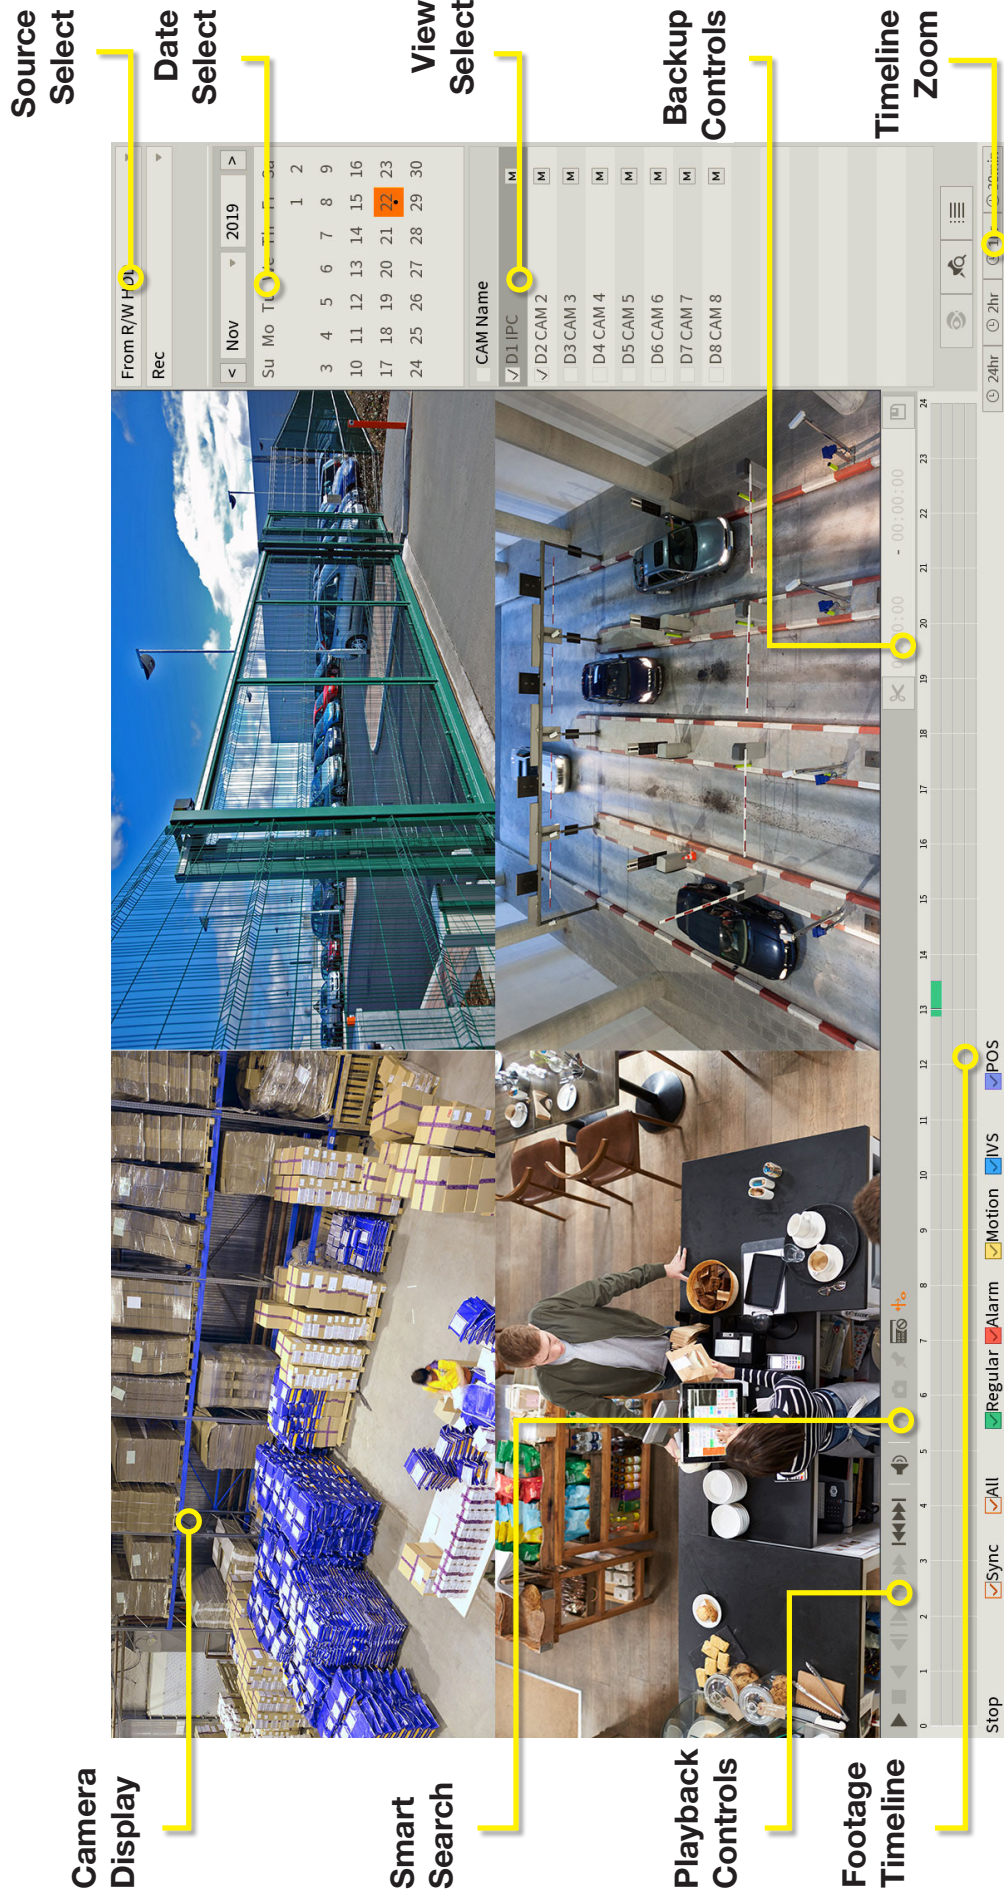 Source
Select
Date
Select
View
Select
Backup
Controls
Timeline
Zoom
Camera
Display
Smart
Search
Playback
Controls
Footage
Timeline
From R/W HDD
Rec
< Nov 2019 >
Su Mo Tu We Th Fr Sa
1 2
3 4 5 6 7 8 9
10 11 12 13 14 15 16
17 18 19 20 21 22 23
24 25 26 27 28 29 30
CAM Name
D1 IPC M
D2 CAM 2 M
D3 CAM 3 M
D4 CAM 4 M
D5 CAM 5 M
D6 CAM 6 M
D7 CAM 7 M
D8 CAM 8 M
- 00:00:00
0 1 2 3 4 5 6 7 8 9 10 11 12 13 14 15 16 17 18 19 20 21 22 23 24
Stop Sync All Regular Alarm Motion IVS POS
24hr 2hr 30min